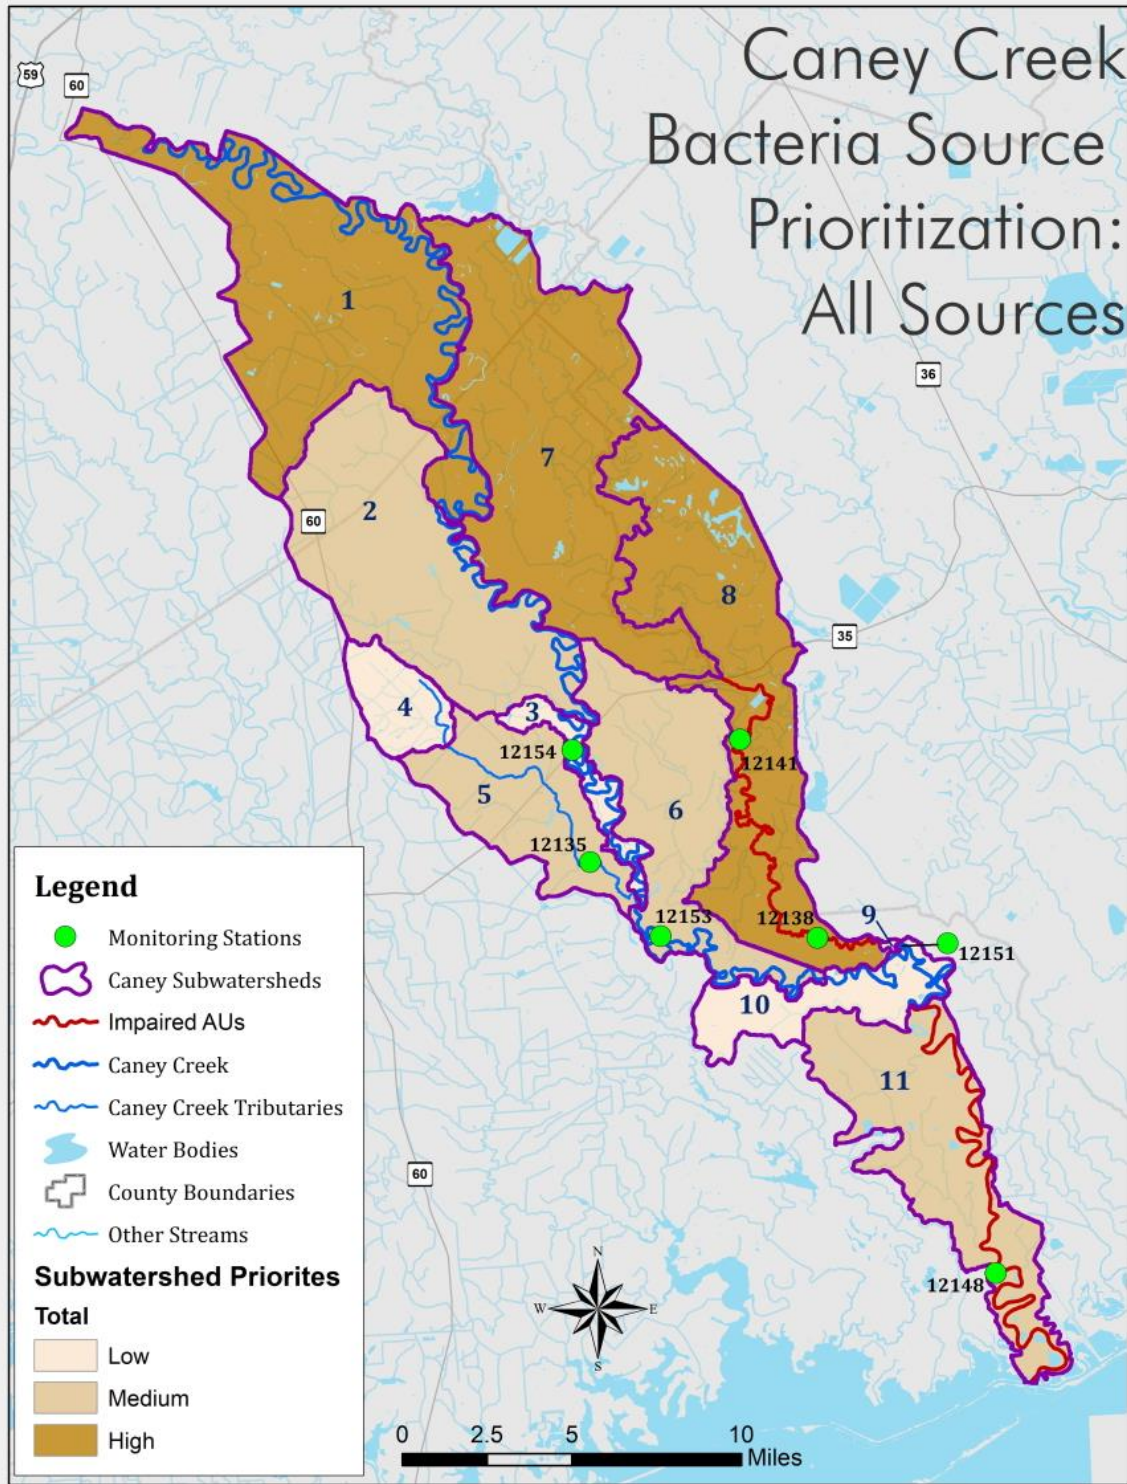 Caney Creek
Bacteria Source
Prioritization:
All Sources
59
60
36
1
7
2
60
8
35
4
3
12154
12141
5
6
12135
12153
12138
9
12151
10
11
60
12148
Legend
Monitoring Stations
Caney Subwatersheds
Impaired AUs
Caney Creek
Caney Creek Tributaries
Water Bodies
County Boundaries
Other Streams
Subwatershed Priorites
Total
Low
Medium
High
N
W E
S
0 2.5 5 10
Miles